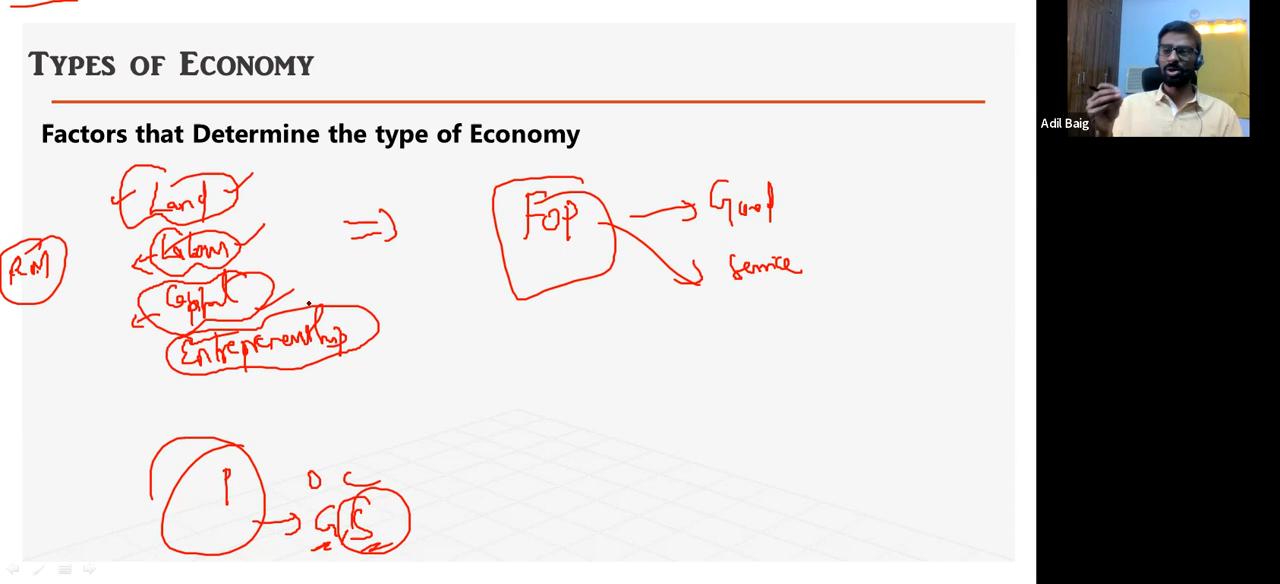 TYPES OF ECONOMY
Adil Baig
Factors that Determine the type of Economy
Land
FOP
Good
RM
Labour
Service
Capital
Entreprenership
P
D C
G S